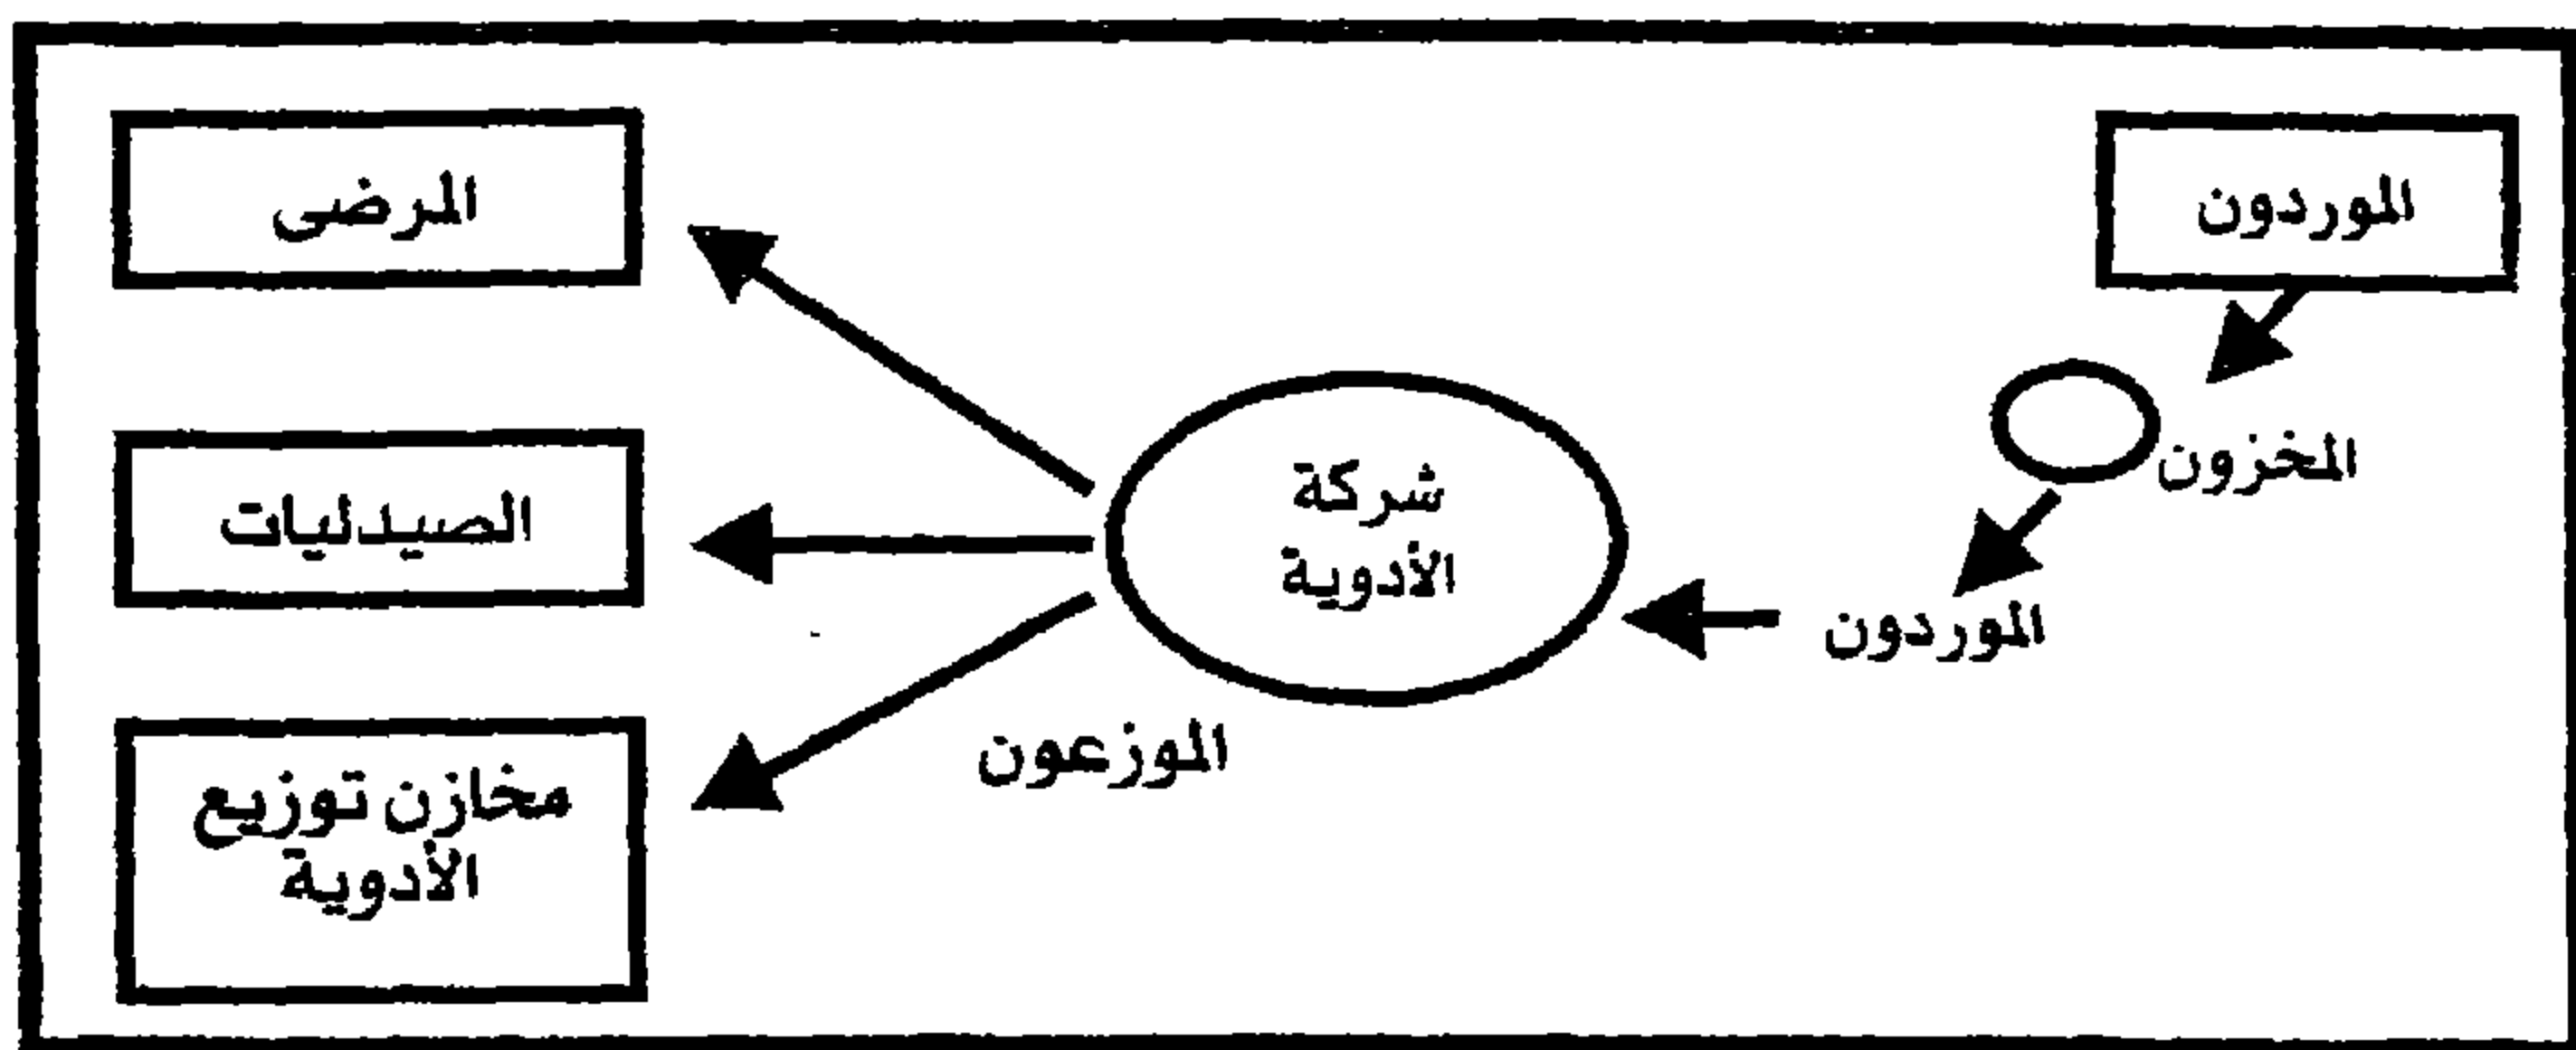 الموردون
المخزون
الموردون
شركة
الأدوية
الموزعون
المرضى
الصيدليات
مخازن توزيع
الأدوية